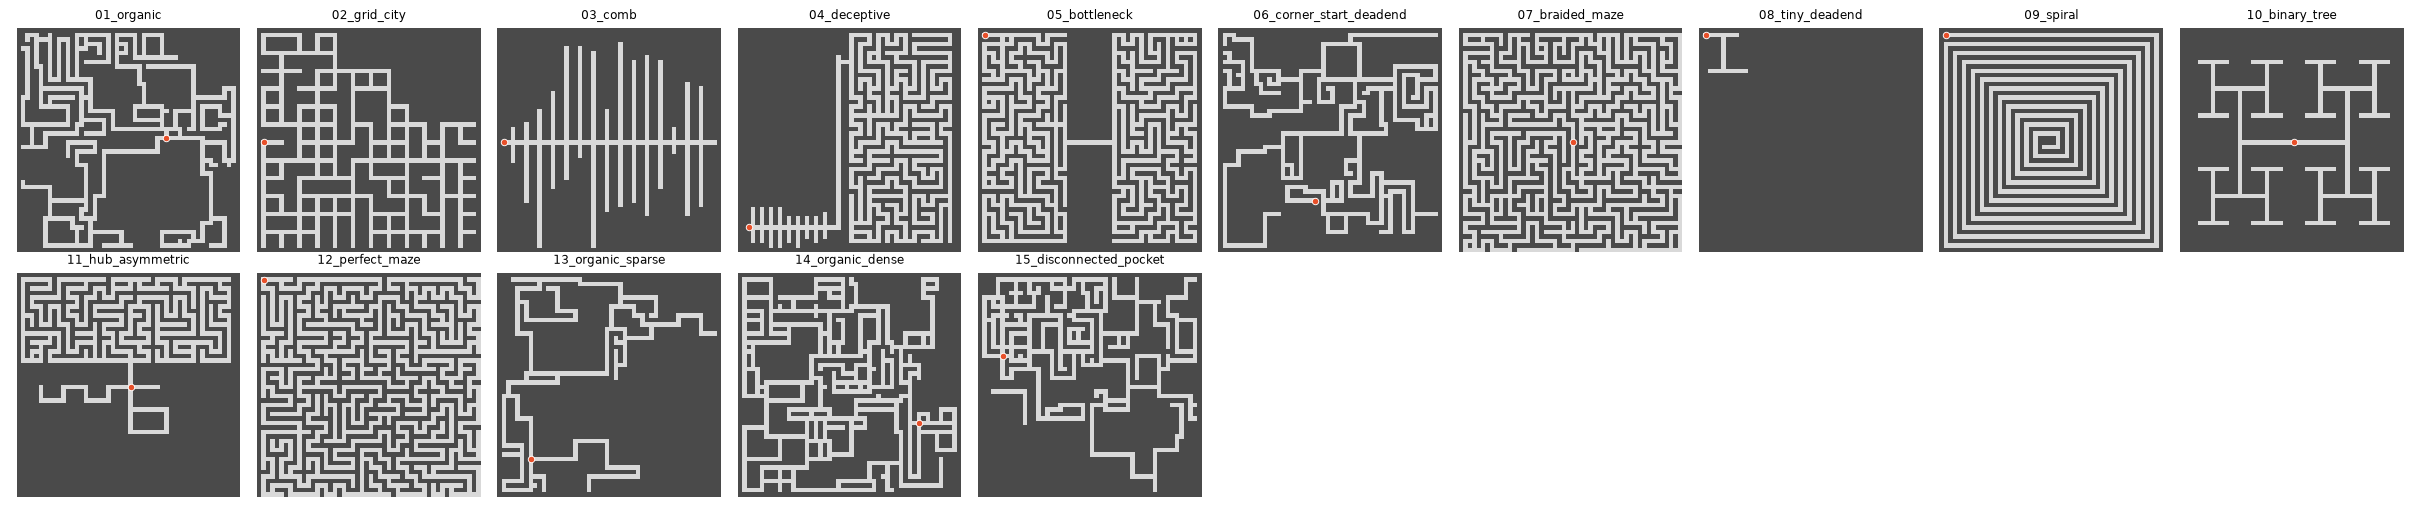 01_organic
02_grid_city
03_comb
04_deceptive
05_bottleneck
06_corner_start_deadend
07_braided_maze
08_tiny_deadend
09_spiral
10_binary_tree
11_hub_asymmetric
12_perfect_maze
13_organic_sparse
14_organic_dense
15_disconnected_pocket